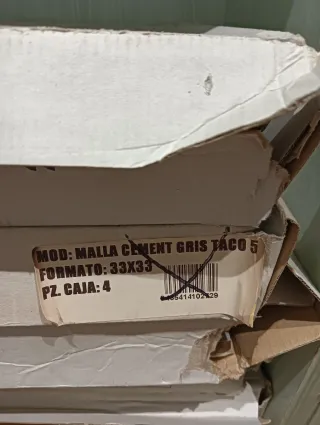 MOD: MALLA CEMENT GRIS TACO 5
FORMATO: 33X33
PZ. CAJA: 4